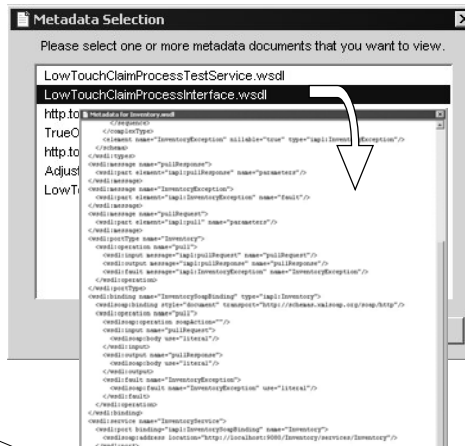 Metadata Selection
Please select one or more metadata documents that you want to view.
LowTouchClaimProcessTestService.wsdl
LowTouchClaimProcessInterface.wsdl
http.to
TrueO
http.to
Adjust
LowT
Metadata for Inventory.wsdl
</sequence>
</complexType>
<element name="InventoryException" nillable="true" type="impl:InventoryException"/>
</schema>
</wsdl:types>
<wsdl:message name="pullResponse">
<wsdl:part element="impl:pullResponse" name="parameters"/>
</wsdl:message>
<wsdl:message name="InventoryException">
<wsdl:part element="impl:InventoryException" name="fault"/>
</wsdl:message>
<wsdl:message name="pullRequest">
<wsdl:part element="impl:pull" name="parameters"/>
</wsdl:message>
<wsdl:portType name="Inventory">
<wsdl:operation name="pull">
<wsdl:input message="impl:pullRequest" name="pullRequest"/>
<wsdl:output message="impl:pullResponse" name="pullResponse"/>
<wsdl:fault message="impl:InventoryException" name="InventoryException"/>
</wsdl:operation>
</wsdl:portType>
<wsdl:binding name="InventorySoapBinding" type="impl:Inventory">
<wsdlsoap:binding style="document" transport="http://schemas.xmlsoap.org/soap/http"/>
<wsdl:operation name="pull">
<wsdlsoap:operation soapAction=""/>
<wsdl:input name="pullRequest">
<wsdlsoap:body use="literal"/>
</wsdl:input>
<wsdl:output name="pullResponse">
<wsdlsoap:body use="literal"/>
</wsdl:output>
<wsdl:fault name="InventoryException">
<wsdlsoap:fault name="InventoryException" use="literal"/>
</wsdl:fault>
</wsdl:operation>
</wsdl:binding>
<wsdl:service name="InventoryService">
<wsdl:port binding="impl:InventorySoapBinding" name="Inventory">
<wsdlsoap:address location="http://localhost:9080/Inventory/services/Inventory"/>
</wsdl:port>